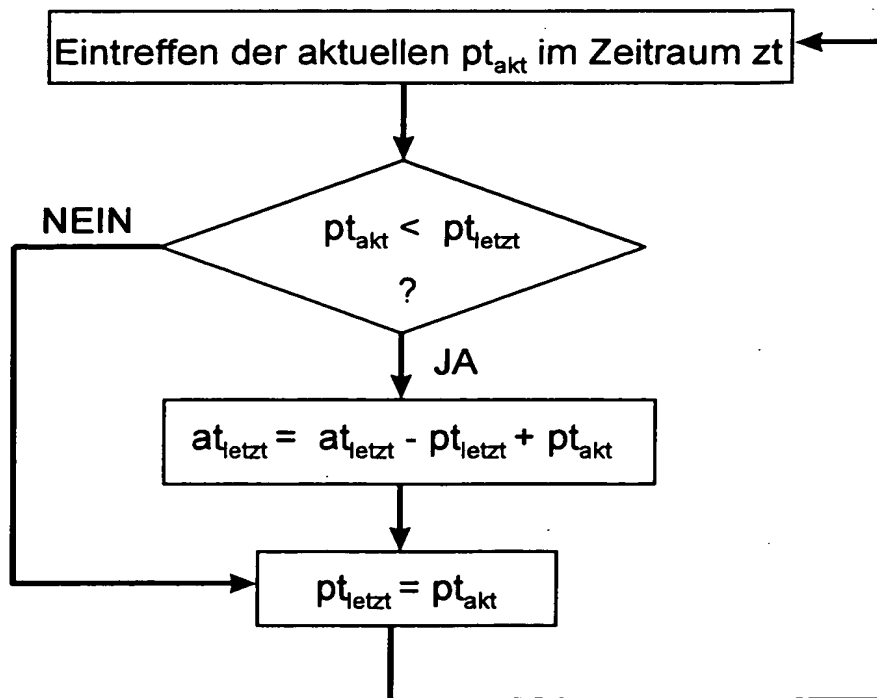 Eintreffen der aktuellen pt_akt im Zeitraum zt
NEIN
pt_akt < pt_letzt
?
JA
at_letzt = at_letzt - pt_letzt + pt_akt
pt_letzt = pt_akt